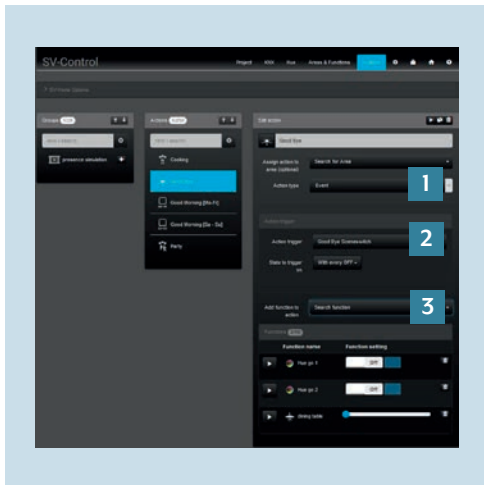 SV-Control
Project KNX Hue Areas & Functions
Groups
Actions
Edit action
presence simulation
Cooking
Good Morning [Mo-Fr]
Good Morning [Sa - Su]
Party
Good Bye
Assign action to area (optional)
Search for Area
Action type
Event
1
Action trigger
Action trigger
Good Bye Sceneswitch
2
State to trigger on
With every OFF
Add function to action
Search function
3
Functions
Function name Function setting
Hue go 1 OFF
Hue go 2 OFF
dining table